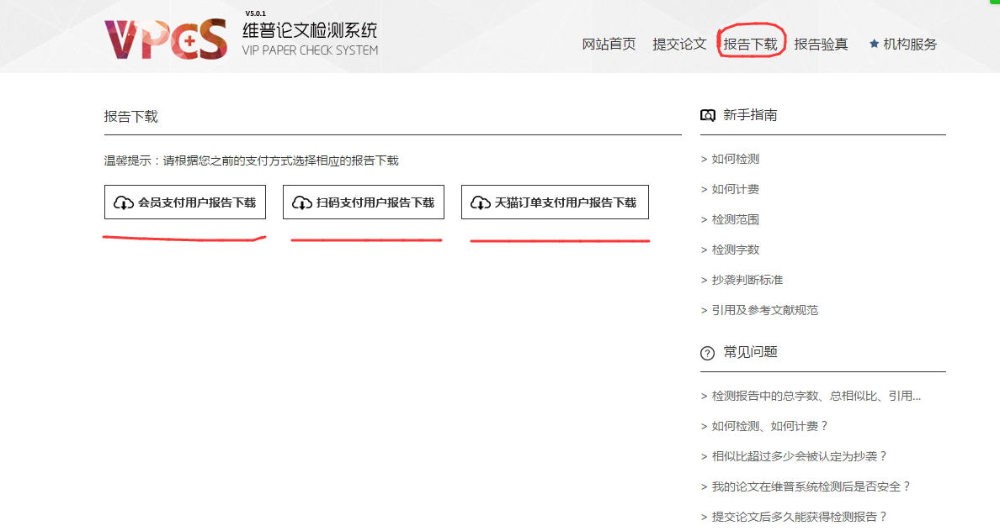 V5.0.1
VPCS
维普论文检测系统
VIP PAPER CHECK SYSTEM
网站首页 提交论文 报告下载 报告验真 机构服务
报告下载
温馨提示：请根据您之前的支付方式选择相应的报告下载
会员支付用户报告下载 扫码支付用户报告下载 天猫订单支付用户报告下载
新手指南
> 如何检测
> 如何计费
> 检测范围
> 检测字数
> 抄袭判断标准
> 引用及参考文献规范
常见问题
> 检测报告中的总字数、总相似比、引用...
> 如何检测、如何计费？
> 相似比超过多少会被认定为抄袭？
> 我的论文在维普系统检测后是否安全？
> 提交论文后多久能获得检测报告？